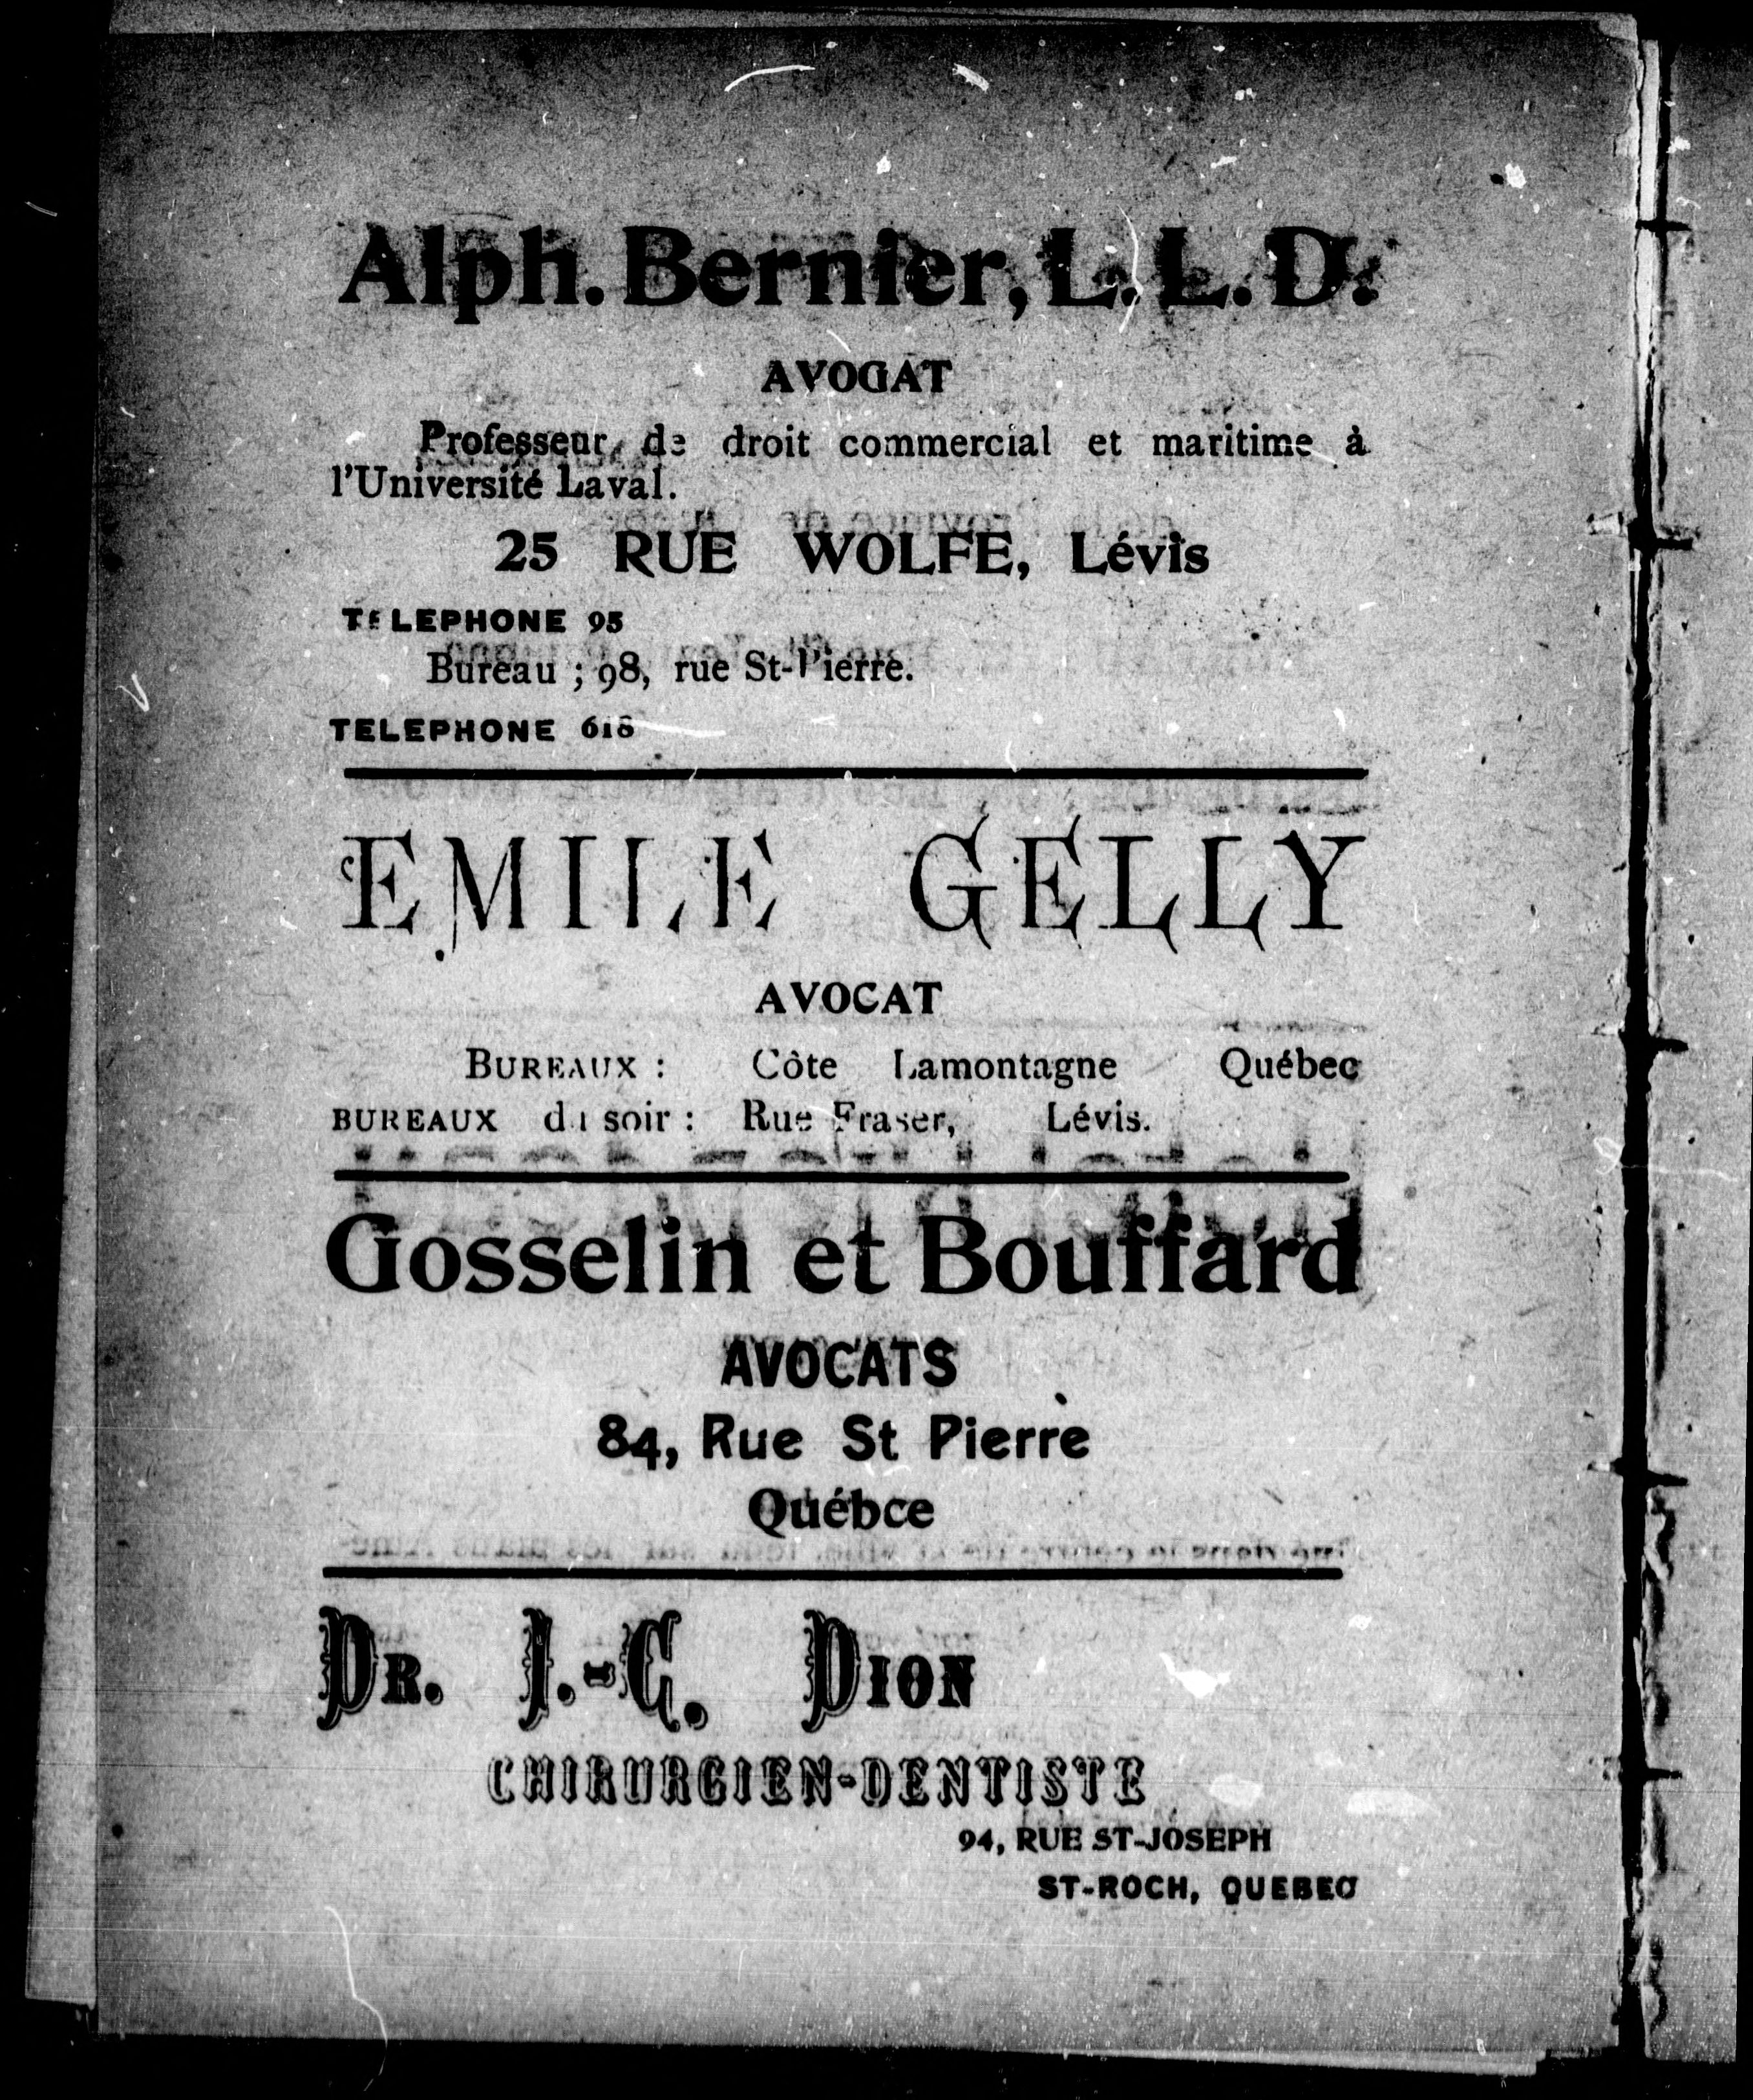 Alph. Bernier, L. L. D.
AVOCAT
Professeur de droit commercial et maritime à
l'Université Laval.
25 RUE WOLFE, Lévis
TELEPHONE 95
Bureau ; 98, rue St-Pierre.
TELEPHONE 618
EMILE GELLY
AVOCAT
BUREAUX : Côte Lamontagne Québec
BUREAUX du soir : Rue Fraser, Lévis.
Gosselin et Bouffard
AVOCATS
84, Rue St Pierre
Québce
DR. J.-G. DION
CHIRURGIEN-DENTISTE
94, RUE ST-JOSEPH
ST-ROCH, QUEBEC